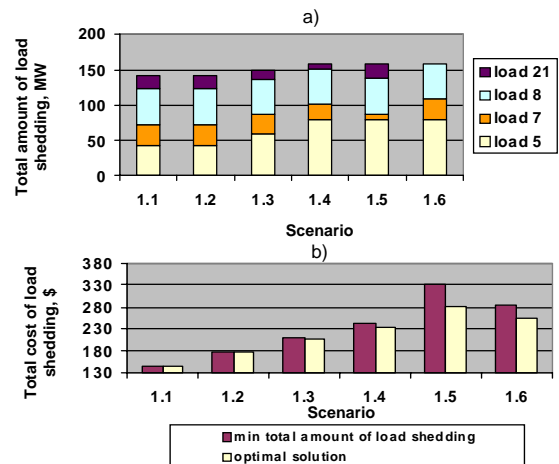 a)
Total amount of load
shedding, MW
200
150
100
50
0
load 21
load 8
load 7
load 5
1.1 1.2 1.3 1.4 1.5 1.6
Scenario
b)
Total cost of load
shedding, $
380
330
280
230
180
130
1.1 1.2 1.3 1.4 1.5 1.6
Scenario
min total amount of load shedding
optimal solution